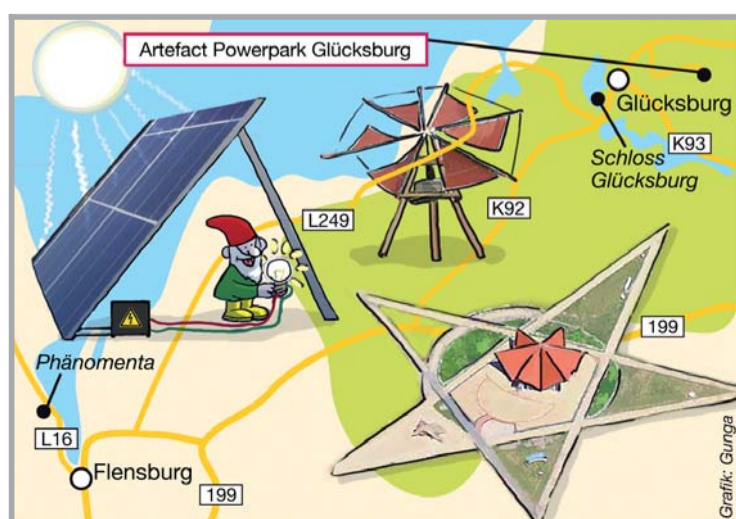 Artefact Powerpark Glücksburg
Glücksburg
K93
Schloss
Glücksburg
K92
L249
199
Phänomenta
L16
Flensburg
199
Grafik: Gunga